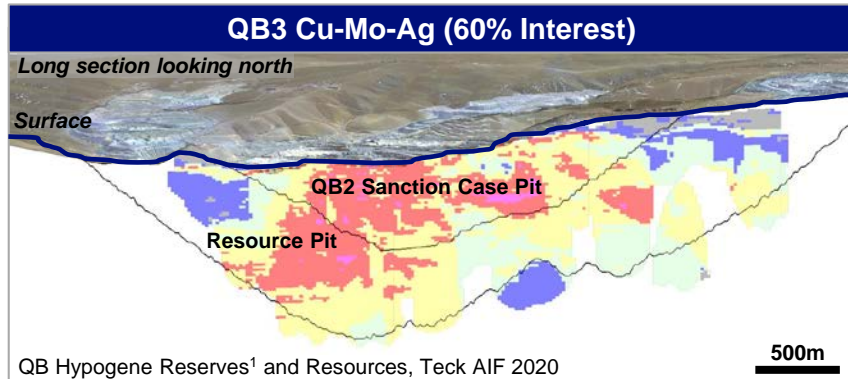 QB3 Cu-Mo-Ag (60% Interest)
Long section looking north
Surface
QB2 Sanction Case Pit
Resource Pit
QB Hypogene Reserves¹ and Resources, Teck AIF 2020
500m